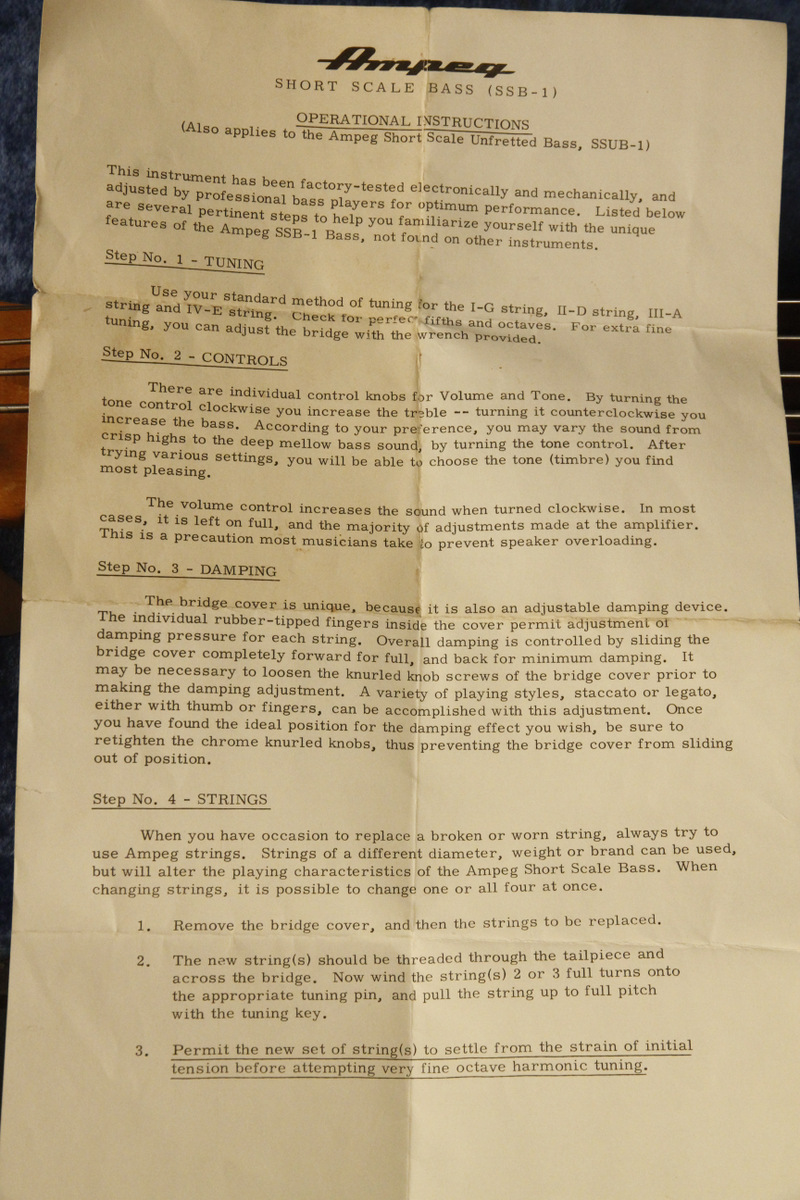 Ampeg
SHORT SCALE BASS (SSB-1)
OPERATIONAL INSTRUCTIONS
(Also applies to the Ampeg Short Scale Unfretted Bass, SSUB-1)
This instrument has been factory-tested electronically and mechanically, and
adjusted by professional bass players for optimum performance. Listed below
are several pertinent steps to help you familiarize yourself with the unique
features of the Ampeg SSB-1 Bass, not found on other instruments.
Step No. 1 - TUNING
Use your standard method of tuning for the I-G string, II-D string, III-A
string and IV-E string. Check for perfect fifths and octaves. For extra fine
tuning, you can adjust the bridge with the wrench provided.
Step No. 2 - CONTROLS
There are individual control knobs for Volume and Tone. By turning the
tone control clockwise you increase the treble -- turning it counterclockwise you
increase the bass. According to your preference, you may vary the sound from
crisp highs to the deep mellow bass sound, by turning the tone control. After
trying various settings, you will be able to choose the tone (timbre) you find
most pleasing.
The volume control increases the sound when turned clockwise. In most
cases, it is left on full, and the majority of adjustments made at the amplifier.
This is a precaution most musicians take to prevent speaker overloading.
Step No. 3 - DAMPING
The bridge cover is unique, because it is also an adjustable damping device.
The individual rubber-tipped fingers inside the cover permit adjustment of
damping pressure for each string. Overall damping is controlled by sliding the
bridge cover completely forward for full, and back for minimum damping. It
may be necessary to loosen the knurled knob screws of the bridge cover prior to
making the damping adjustment. A variety of playing styles, staccato or legato,
either with thumb or fingers, can be accomplished with this adjustment. Once
you have found the ideal position for the damping effect you wish, be sure to
retighten the chrome knurled knobs, thus preventing the bridge cover from sliding
out of position.
Step No. 4 - STRINGS
When you have occasion to replace a broken or worn string, always try to
use Ampeg strings. Strings of a different diameter, weight or brand can be used,
but will alter the playing characteristics of the Ampeg Short Scale Bass. When
changing strings, it is possible to change one or all four at once.
1. Remove the bridge cover, and then the strings to be replaced.
2. The new string(s) should be threaded through the tailpiece and
across the bridge. Now wind the string(s) 2 or 3 full turns onto
the appropriate tuning pin, and pull the string up to full pitch
with the tuning key.
3. Permit the new set of string(s) to settle from the strain of initial
tension before attempting very fine octave harmonic tuning.